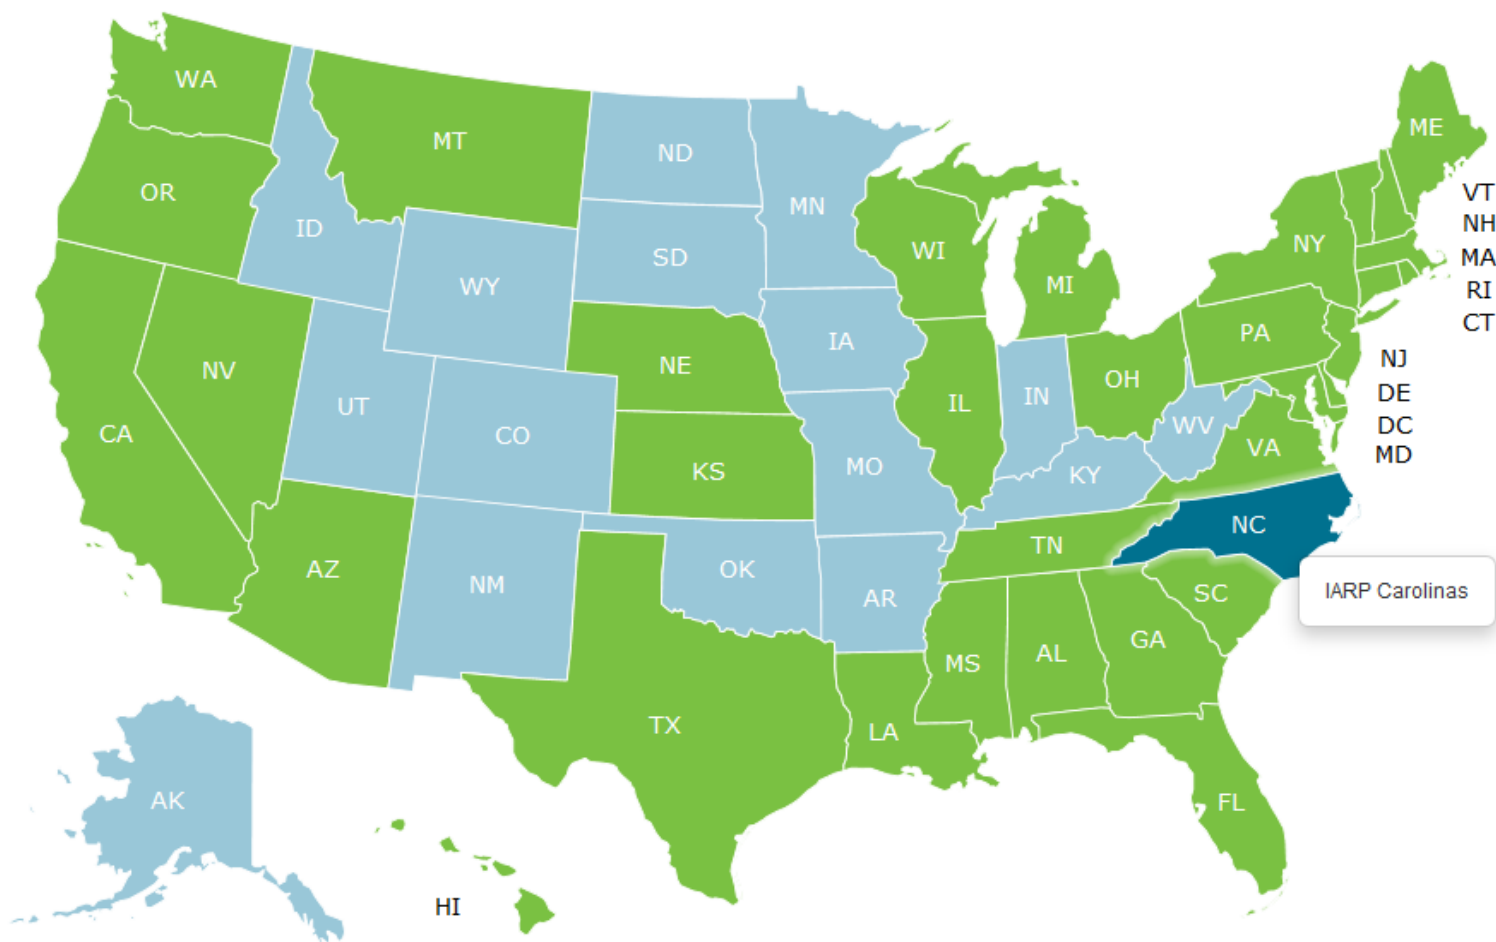 WA
MT
ND
MN
OR
ID
SD
WY
WI
MI
NY
ME
VT
NH
MA
RI
CT
NV
UT
CO
NE
IA
IL
IN
OH
PA
NJ
DE
DC
MD
CA
KS
MO
KY
WV
VA
AZ
NM
OK
AR
TN
NC
IARP Carolinas
SC
TX
LA
MS
AL
GA
FL
AK
HI